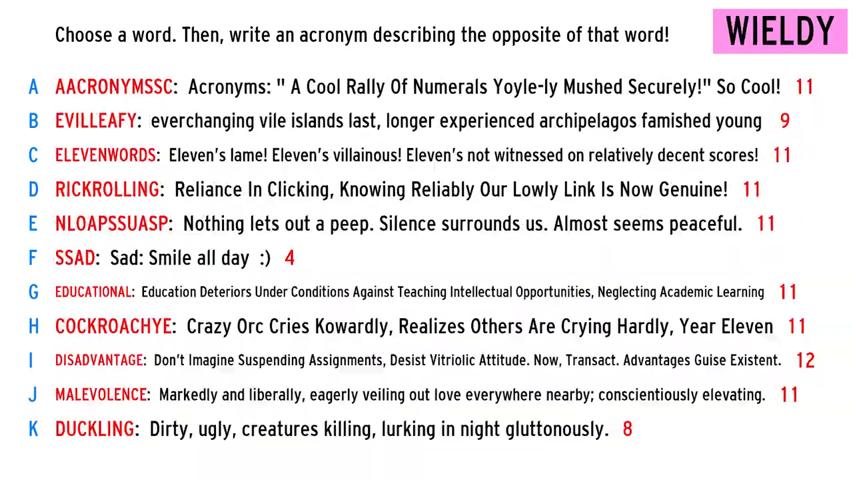 Choose a word. Then, write an acronym describing the opposite of that word!
WIELDY
A AACRONYMSSC: Acronyms: " A Cool Rally Of Numerals Yoyle-ly Mushed Securely!" So Cool! 11
B EVILLEAFY: everchanging vile islands last, longer experienced archipelagos famished young 9
C ELEVENWORDS: Eleven's lame! Eleven's villainous! Eleven's not witnessed on relatively decent scores! 11
D RICKROLLING: Reliance In Clicking, Knowing Reliably Our Lowly Link Is Now Genuine! 11
E NLOAPSSUASP: Nothing lets out a peep. Silence surrounds us. Almost seems peaceful. 11
F SSAD: Sad: Smile all day :) 4
G EDUCATIONAL: Education Deteriors Under Conditions Against Teaching Intellectual Opportunities, Neglecting Academic Learning 11
H COCKROACHYE: Crazy Orc Cries Kowardly, Realizes Others Are Crying Hardly, Year Eleven 11
I DISADVANTAGE: Don't Imagine Suspending Assignments, Desist Vitriolic Attitude. Now, Transact. Advantages Guise Existent. 12
J MALEVOLENCE: Markedly and liberally, eagerly veiling out love everywhere nearby; conscientiously elevating. 11
K DUCKLING: Dirty, ugly, creatures killing, lurking in night gluttonously. 8